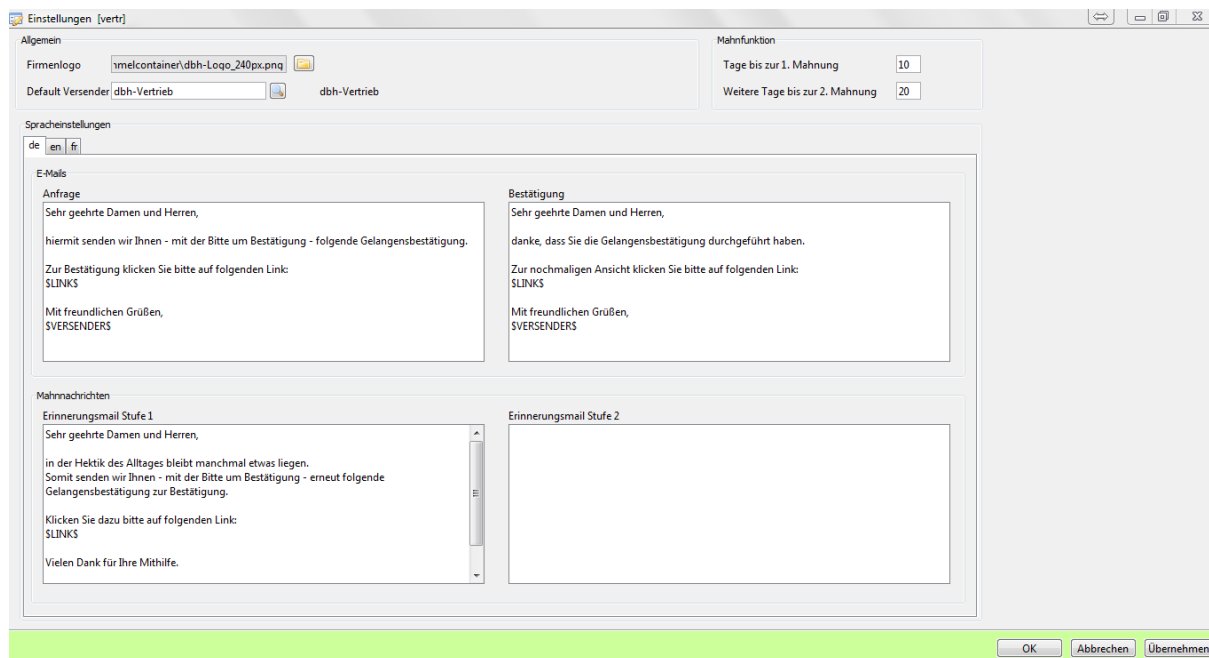 Einstellungen [vertr]
Allgemein
Firmenlogo
melcontainer\dbh-Logo_240px.png
Default Versender
dbh-Vertrieb
dbh-Vertrieb
Mahnfunktion
Tage bis zur 1. Mahnung
10
Weitere Tage bis zur 2. Mahnung
20
Spracheinstellungen
de en fr
E-Mails
Anfrage
Sehr geehrte Damen und Herren,
hiermit senden wir Ihnen - mit der Bitte um Bestätigung - folgende Gelangensbestätigung.
Zur Bestätigung klicken Sie bitte auf folgenden Link:
$LINK$
Mit freundlichen Grüßen,
$VERSENDER$
Bestätigung
Sehr geehrte Damen und Herren,
danke, dass Sie die Gelangensbestätigung durchgeführt haben.
Zur nochmaligen Ansicht klicken Sie bitte auf folgenden Link:
$LINK$
Mit freundlichen Grüßen,
$VERSENDER$
Mahnnachrichten
Erinnerungsmail Stufe 1
Sehr geehrte Damen und Herren,
in der Hektik des Alltages bleibt manchmal etwas liegen.
Somit senden wir Ihnen - mit der Bitte um Bestätigung - erneut folgende
Gelangensbestätigung zur Bestätigung.
Klicken Sie dazu bitte auf folgenden Link:
$LINK$
Vielen Dank für Ihre Mithilfe.
Erinnerungsmail Stufe 2
OK
Abbrechen
Übernehmen